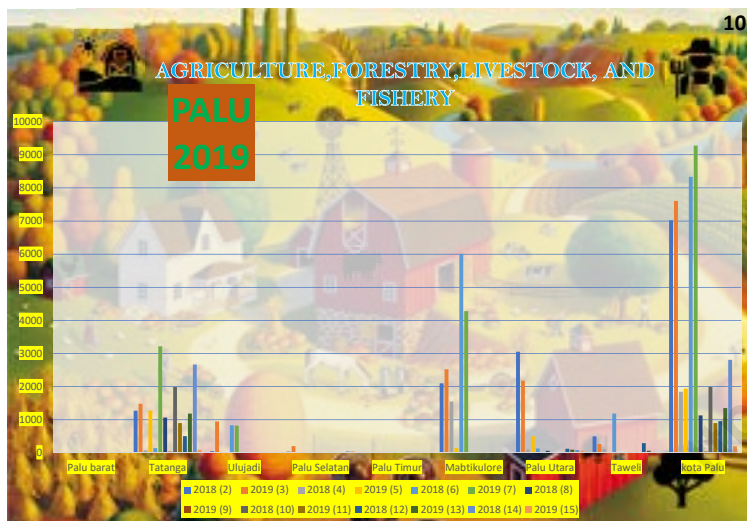 10
AGRICULTURE,FORESTRY,LIVESTOCK, AND
FISHERY
PALU
2019
10000
9000
8000
7000
6000
5000
4000
3000
2000
1000
0
Palu barat Tatanga Ulujadi Palu Selatan Palu Timur Mabtikulore Palu Utara Taweli kota Palu
2018 (2) 2019 (3) 2018 (4) 2019 (5) 2018 (6) 2019 (7) 2018 (8)
2019 (9) 2018 (10) 2019 (11) 2018 (12) 2019 (13) 2018 (14) 2019 (15)